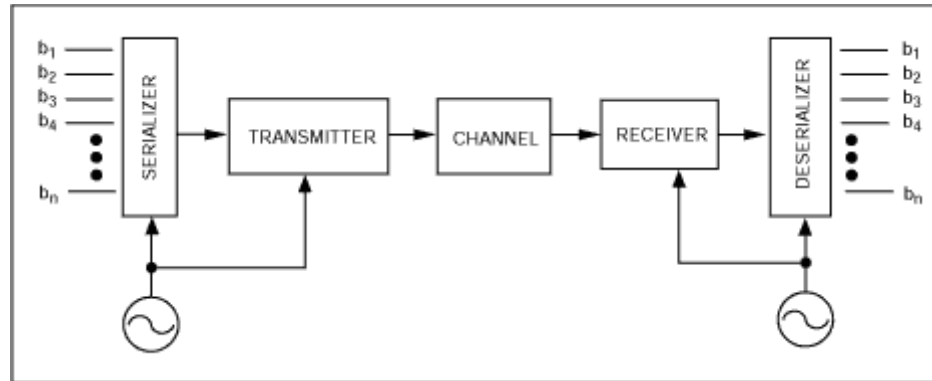 b1
b2
b3
b4
bn
SERIALIZER
TRANSMITTER
CHANNEL
RECEIVER
DESERIALIZER
b1
b2
b3
b4
bn